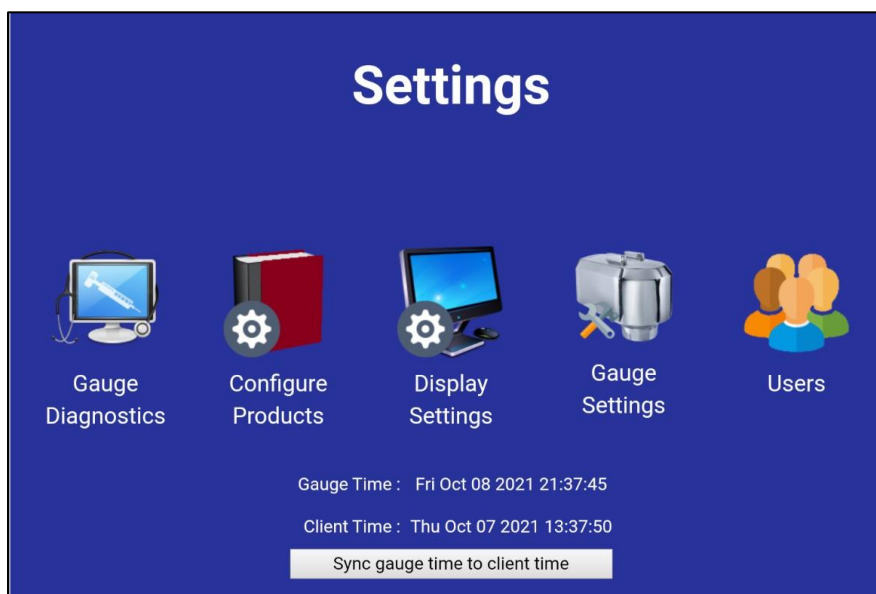 Settings
Gauge
Diagnostics
Configure
Products
Display
Settings
Gauge
Settings
Users
Gauge Time :   Fri Oct 08 2021 21:37:45
Client Time :  Thu Oct 07 2021 13:37:50
Sync gauge time to client time